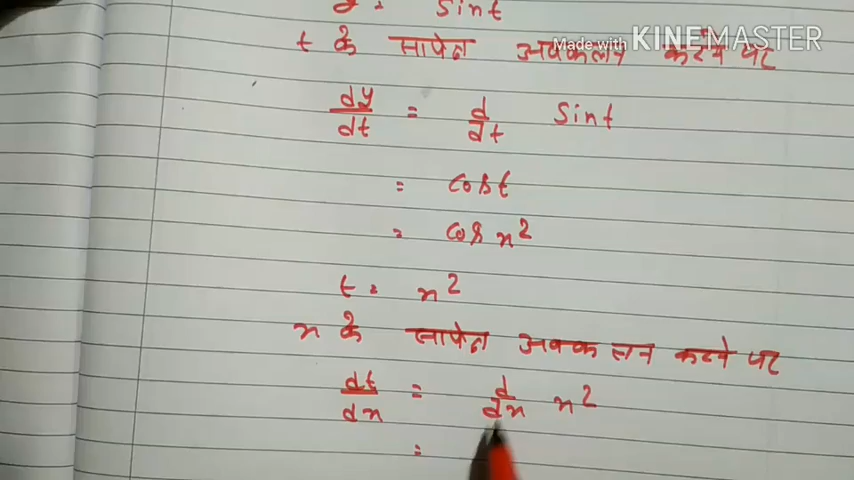 y = Sint
t के सापेक्ष अवकलन करने पर
Made with KINEMASTER
dy/dt = d/dt Sint
= cost
= cos x²
t = x²
x के सापेक्ष अवकलन करने पर
dt/dx = d/dx x²
=